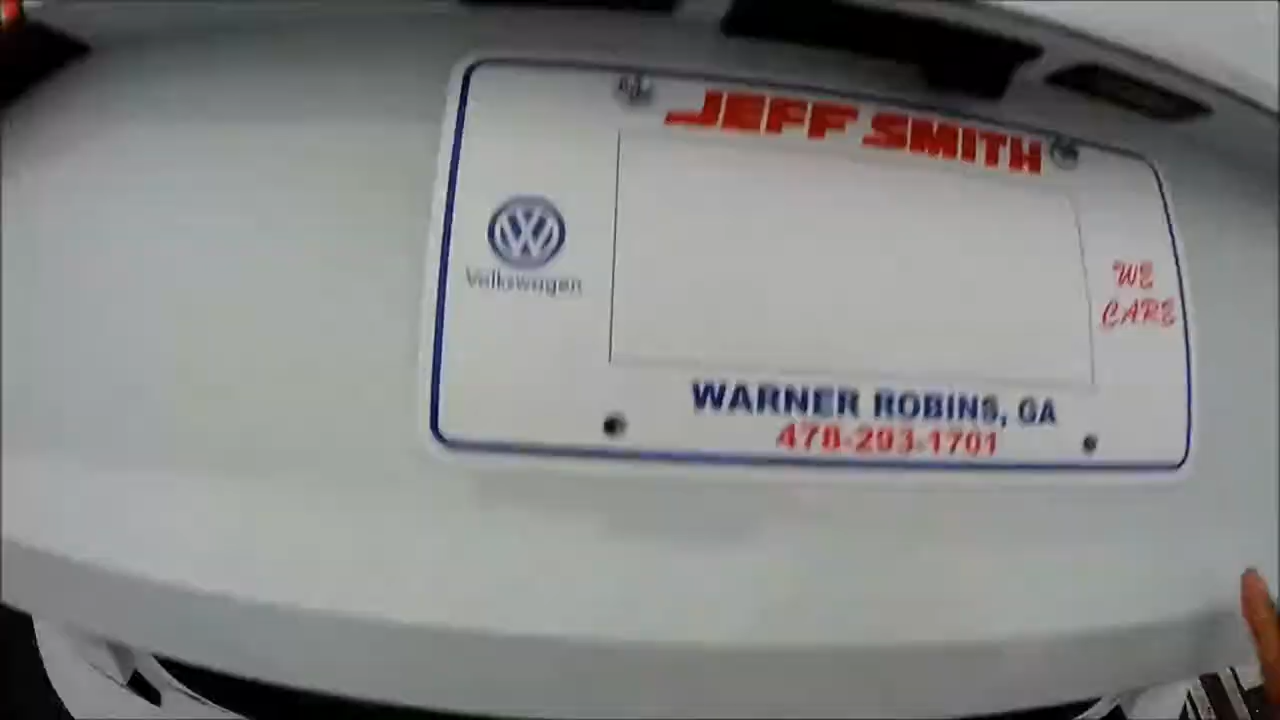 JEFF SMITH
Volkswagen
WE
CARE
WARNER ROBINS, GA
478-293-1701